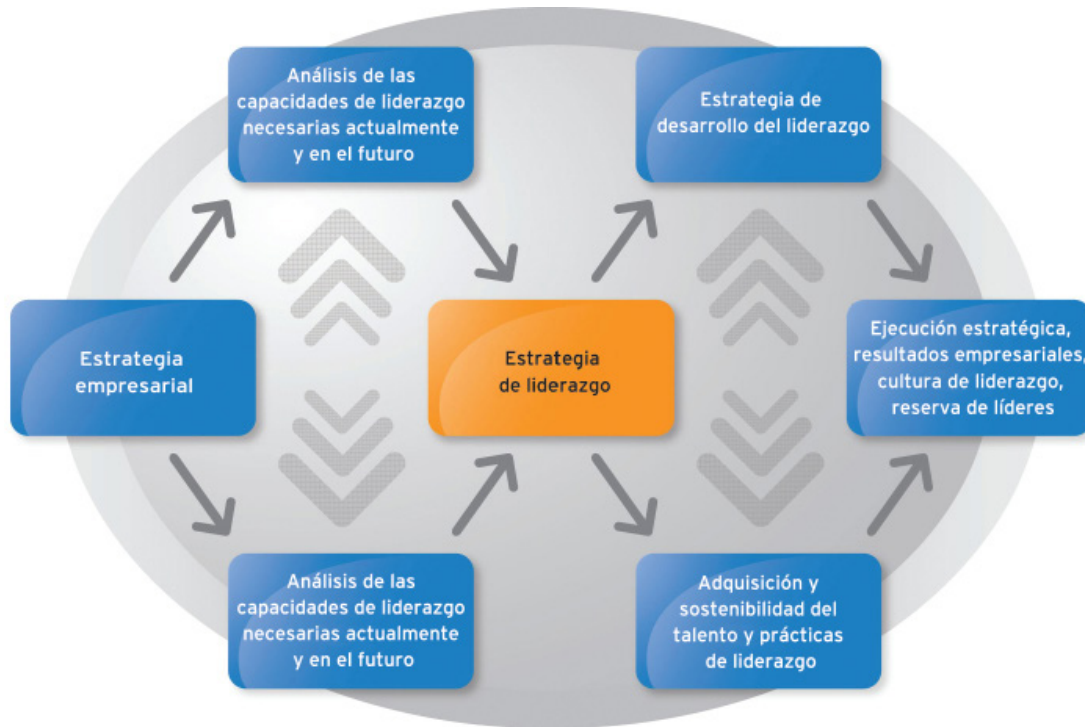 Análisis de las
capacidades de liderazgo
necesarias actualmente
y en el futuro
Estrategia de
desarrollo del liderazgo
Estrategia
empresarial
Estrategia
de liderazgo
Ejecución estratégica,
resultados empresariales,
cultura de liderazgo,
reserva de líderes
Análisis de las
capacidades de liderazgo
necesarias actualmente
y en el futuro
Adquisición y
sostenibilidad del
talento y prácticas
de liderazgo